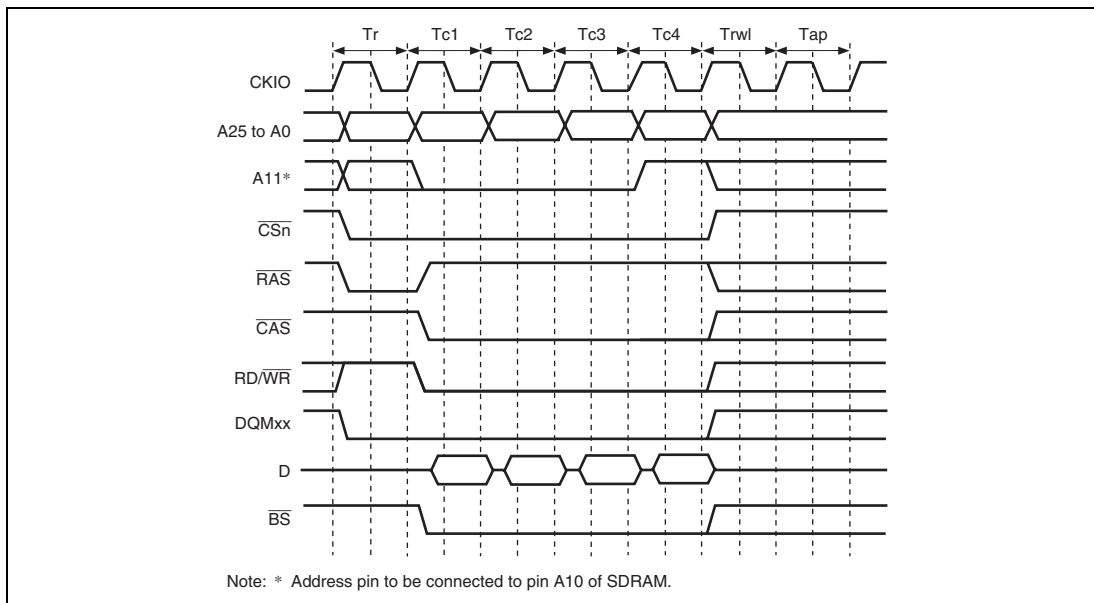 Tr Tc1 Tc2 Tc3 Tc4 Trwl Tap
CKIO
A25 to A0
A11*
CSn
RAS
CAS
RD/WR
DQMxx
D
BS
Note: * Address pin to be connected to pin A10 of SDRAM.